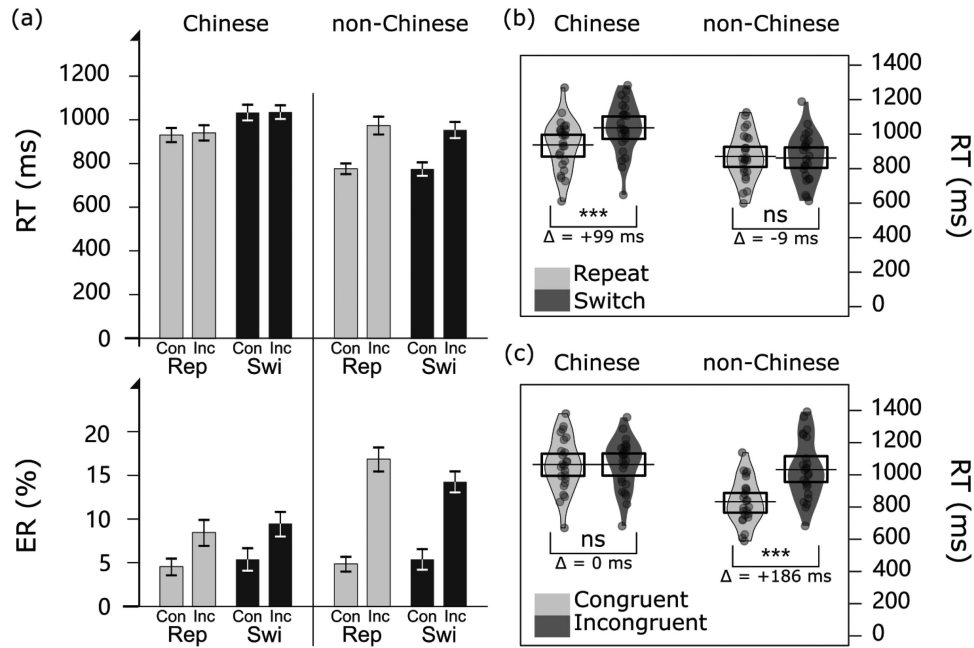 (a)
Chinese
non-Chinese
RT (ms)
1200
1000
800
600
400
200
0
Con Inc Con Inc Con Inc Con Inc
Rep Swi Rep Swi
ER (%)
20
15
10
5
0
Con Inc Con Inc Con Inc Con Inc
Rep Swi Rep Swi
(b)
Chinese
non-Chinese
***
Δ = +99 ms
ns
Δ = -9 ms
Repeat
Switch
1400
1200
1000
800
600
400
200
0
RT (ms)
(c)
Chinese
non-Chinese
ns
Δ = 0 ms
***
Δ = +186 ms
Congruent
Incongruent
1400
1200
1000
800
600
400
200
0
RT (ms)